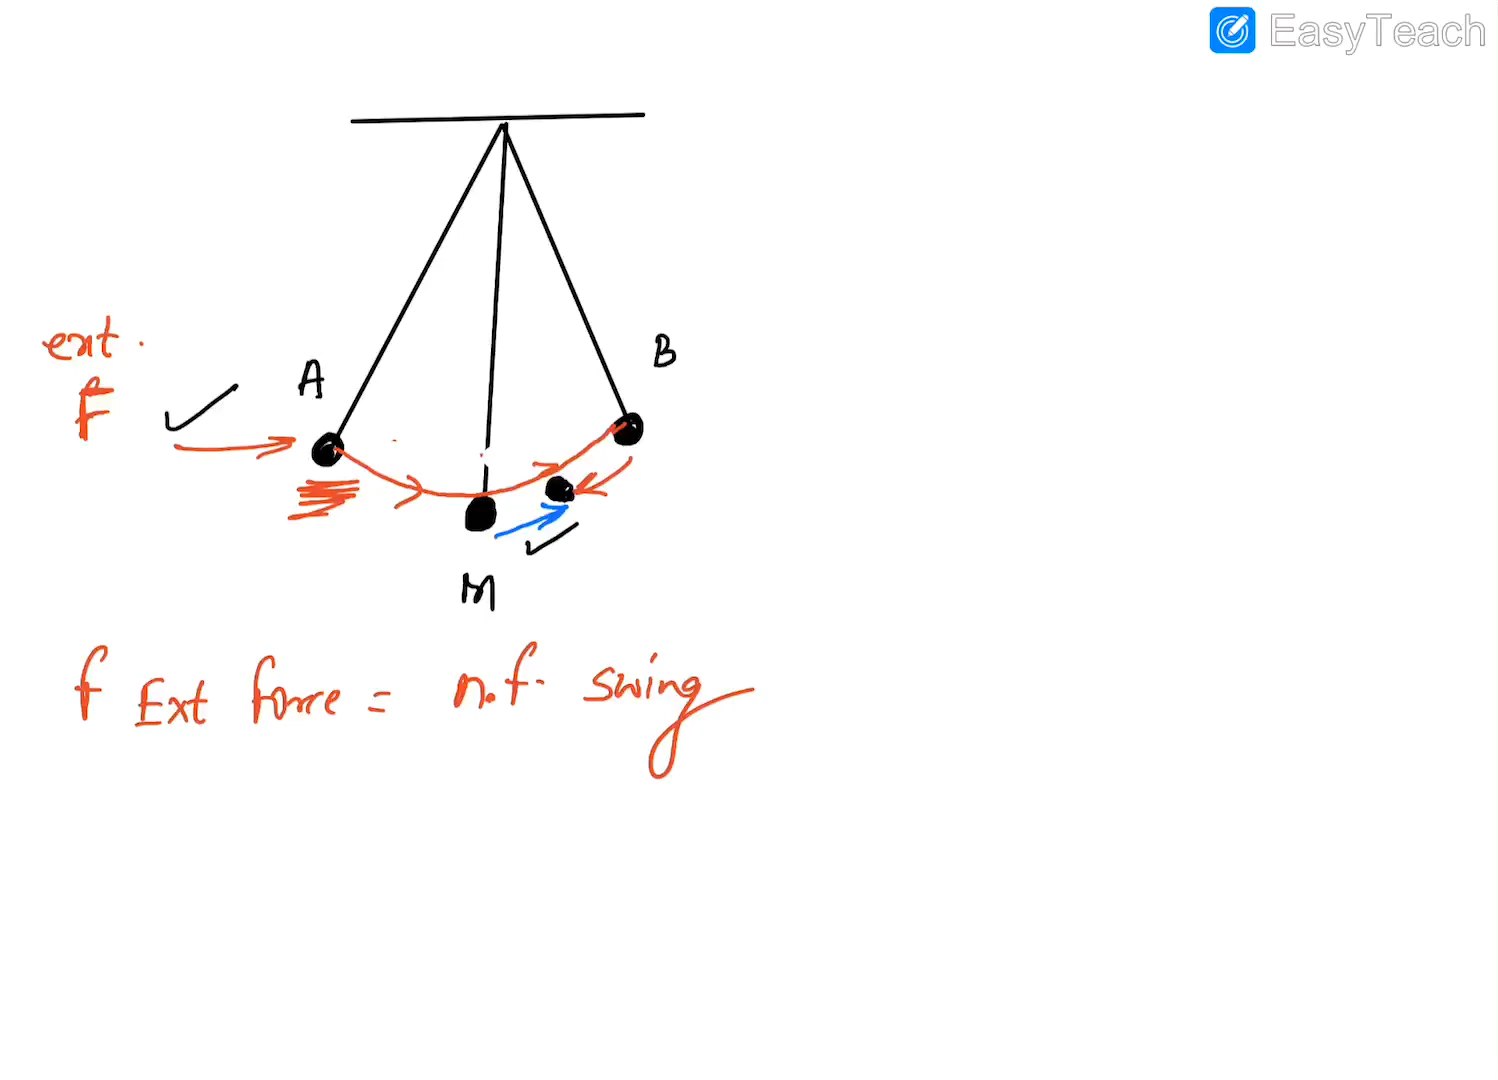 EasyTeach
ext.
F
A
B
M
f Ext force = n.f. swing